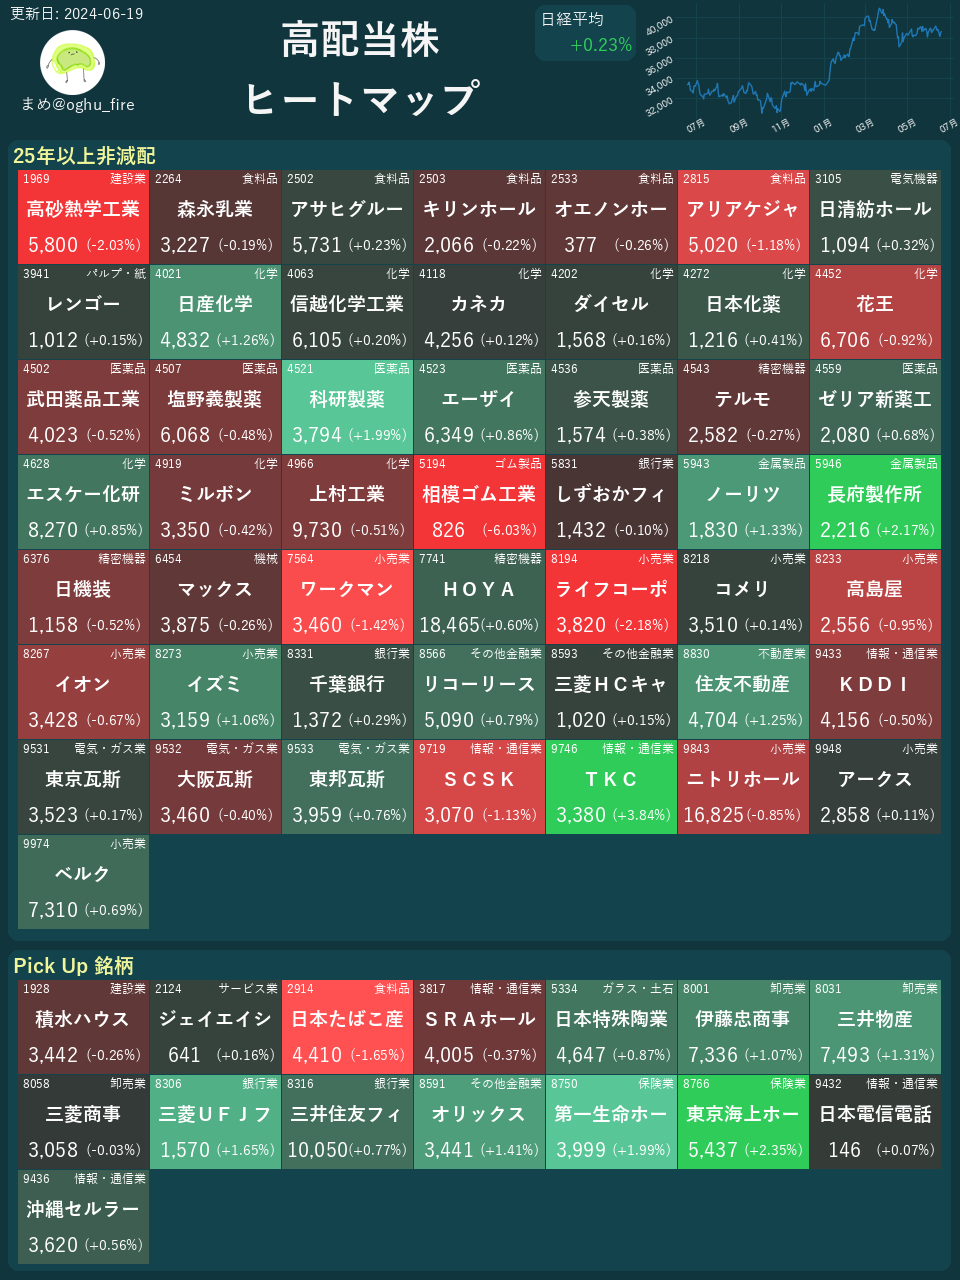 更新日: 2024-06-19
まめ@oghu_fire
高配当株
ヒートマップ
日経平均
+0.23%
40,000
38,000
36,000
34,000
32,000
07月 09月 11月 01月 03月 05月 07月
25年以上非減配
1969 建設業 2264 食料品 2502 食料品 2503 食料品 2533 食料品 2815 食料品 3105 電気機器
高砂熱学工業 森永乳業 アサヒグルー キリンホール オエノンホー アリアケジャ 日清紡ホール
5,800 (-2.03%) 3,227 (-0.19%) 5,731 (+0.23%) 2,066 (-0.22%) 377 (-0.26%) 5,020 (-1.18%) 1,094 (+0.32%)
3941 パルプ・紙 4021 化学 4063 化学 4118 化学 4202 化学 4272 化学 4452 化学
レンゴー 日産化学 信越化学工業 カネカ ダイセル 日本化薬 花王
1,012 (+0.15%) 4,832 (+1.26%) 6,105 (+0.20%) 4,256 (+0.12%) 1,568 (+0.16%) 1,216 (+0.41%) 6,706 (-0.92%)
4502 医薬品 4507 医薬品 4521 医薬品 4523 医薬品 4536 医薬品 4543 精密機器 4559 医薬品
武田薬品工業 塩野義製薬 科研製薬 エーザイ 参天製薬 テルモ ゼリア新薬工
4,023 (-0.52%) 6,068 (-0.48%) 3,794 (+1.99%) 6,349 (+0.86%) 1,574 (+0.38%) 2,582 (-0.27%) 2,080 (+0.68%)
4628 化学 4919 化学 4966 化学 5194 ゴム製品 5831 銀行業 5943 金属製品 5946 金属製品
エスケー化研 ミルボン 上村工業 相模ゴム工業 しずおかフィ ノーリツ 長府製作所
8,270 (+0.85%) 3,350 (-0.42%) 9,730 (-0.51%) 826 (-6.03%) 1,432 (-0.10%) 1,830 (+1.33%) 2,216 (+2.17%)
6376 精密機器 6454 機械 7564 小売業 7741 精密機器 8194 小売業 8218 小売業 8233 小売業
日機装 マックス ワークマン ＨＯＹＡ ライフコーポ コメリ 高島屋
1,158 (-0.52%) 3,875 (-0.26%) 3,460 (-1.42%) 18,465(+0.60%) 3,820 (-2.18%) 3,510 (+0.14%) 2,556 (-0.95%)
8267 小売業 8273 小売業 8331 銀行業 8566 その他金融業 8593 その他金融業 8830 不動産業 9433 情報・通信業
イオン イズミ 千葉銀行 リコーリース 三菱ＨＣキャ 住友不動産 ＫＤＤＩ
3,428 (-0.67%) 3,159 (+1.06%) 1,372 (+0.29%) 5,090 (+0.79%) 1,020 (+0.15%) 4,704 (+1.25%) 4,156 (-0.50%)
9531 電気・ガス業 9532 電気・ガス業 9533 電気・ガス業 9719 情報・通信業 9746 情報・通信業 9843 小売業 9948 小売業
東京瓦斯 大阪瓦斯 東邦瓦斯 ＳＣＳＫ ＴＫＣ ニトリホール アークス
3,523 (+0.17%) 3,460 (-0.40%) 3,959 (+0.76%) 3,070 (-1.13%) 3,380 (+3.84%) 16,825(-0.85%) 2,858 (+0.11%)
9974 小売業
ベルク
7,310 (+0.69%)
Pick Up 銘柄
1928 建設業 2124 サービス業 2914 食料品 3817 情報・通信業 5334 ガラス・土石 8001 卸売業 8031 卸売業
積水ハウス ジェイエイシ 日本たばこ産 ＳＲＡホール 日本特殊陶業 伊藤忠商事 三井物産
3,442 (-0.26%) 641 (+0.16%) 4,410 (-1.65%) 4,005 (-0.37%) 4,647 (+0.87%) 7,336 (+1.07%) 7,493 (+1.31%)
8058 卸売業 8306 銀行業 8316 銀行業 8591 その他金融業 8750 保険業 8766 保険業 9432 情報・通信業
三菱商事 三菱ＵＦＪフ 三井住友フィ オリックス 第一生命ホー 東京海上ホー 日本電信電話
3,058 (-0.03%) 1,570 (+1.65%) 10,050(+0.77%) 3,441 (+1.41%) 3,999 (+1.99%) 5,437 (+2.35%) 146 (+0.07%)
9436 情報・通信業
沖縄セルラー
3,620 (+0.56%)